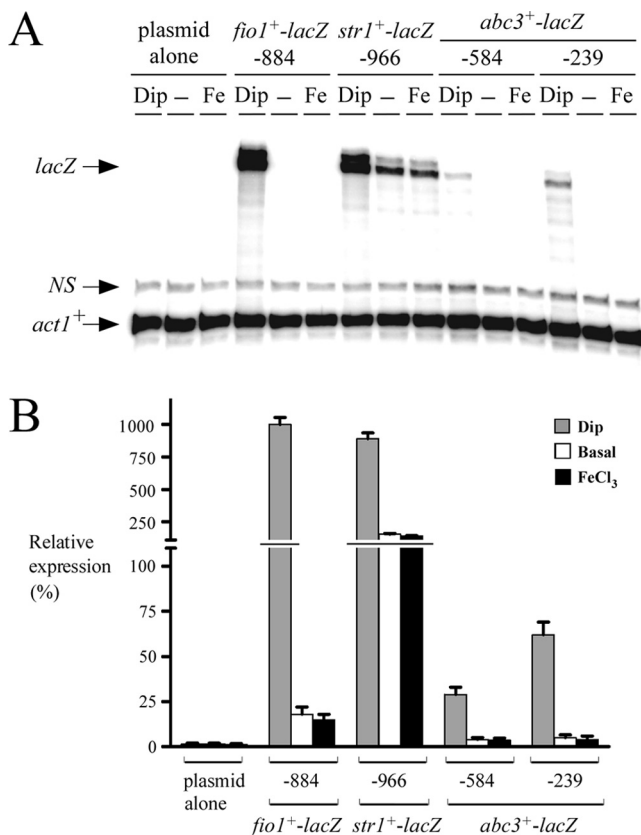 A
plasmid alone fio1+-lacZ str1+-lacZ abc3+-lacZ
-884 -966 -584 -239
Dip – Fe Dip – Fe Dip – Fe Dip – Fe Dip – Fe
lacZ
NS
act1+
B
1000
750
500
250
100
75
50
25
0
Relative expression (%)
Dip
Basal
FeCl3
plasmid alone -884 -966 -584 -239
fio1+-lacZ str1+-lacZ abc3+-lacZ